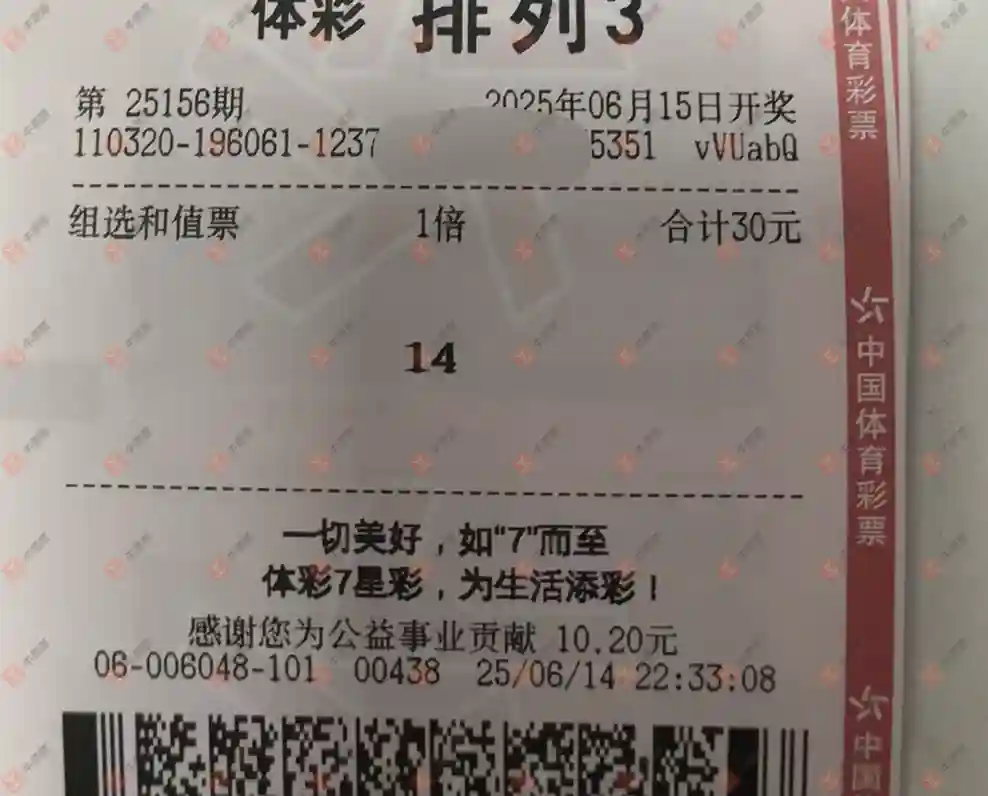 体彩 排列3
第 25156期 2025年06月15日开奖
110320-196061-1237 5351 vVUabQ
组选和值票 1倍 合计30元
14
一切美好，如“7”而至
体彩7星彩，为生活添彩！
感谢您为公益事业贡献 10.20元
06-006048-101 00438 25/06/14 22:33:08
体育彩票
中国体育彩票
中国